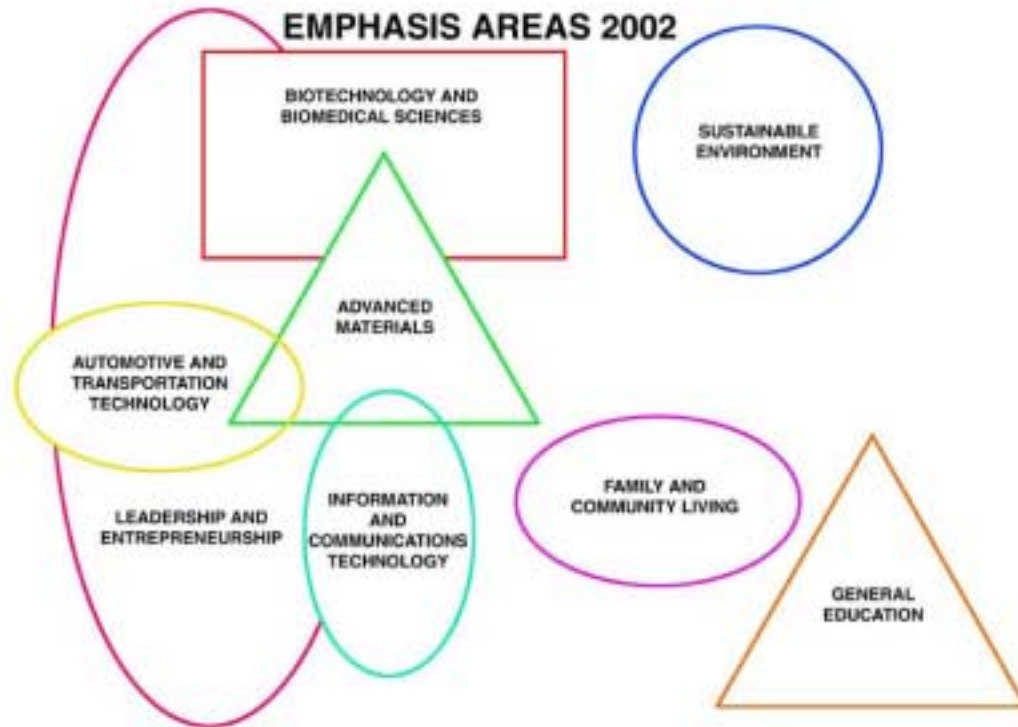 EMPHASIS AREAS 2002
BIOTECHNOLOGY AND
BIOMEDICAL SCIENCES
SUSTAINABLE
ENVIRONMENT
ADVANCED
MATERIALS
AUTOMOTIVE AND
TRANSPORTATION
TECHNOLOGY
LEADERSHIP AND
ENTREPRENEURSHIP
INFORMATION
AND
COMMUNICATIONS
TECHNOLOGY
FAMILY AND
COMMUNITY LIVING
GENERAL
EDUCATION